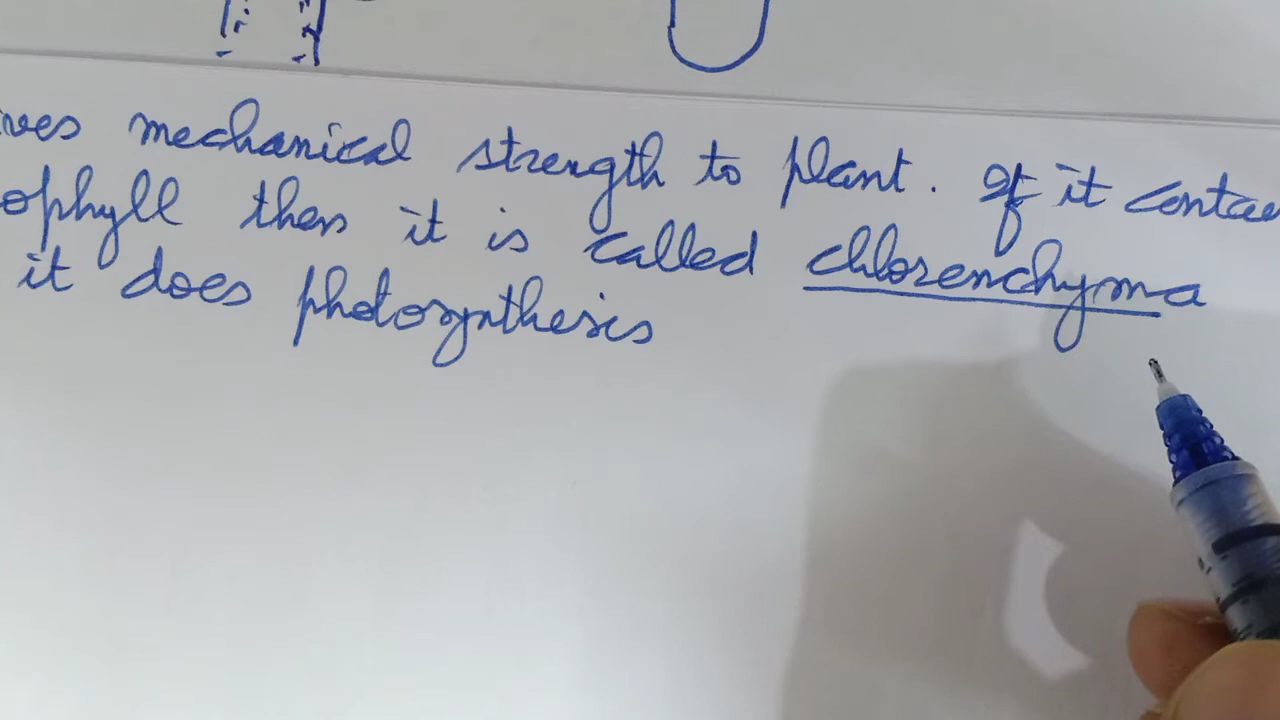 ves mechanical strength to plant. If it contai
ophyll then it is called chlorenchyma
it does photosynthesis